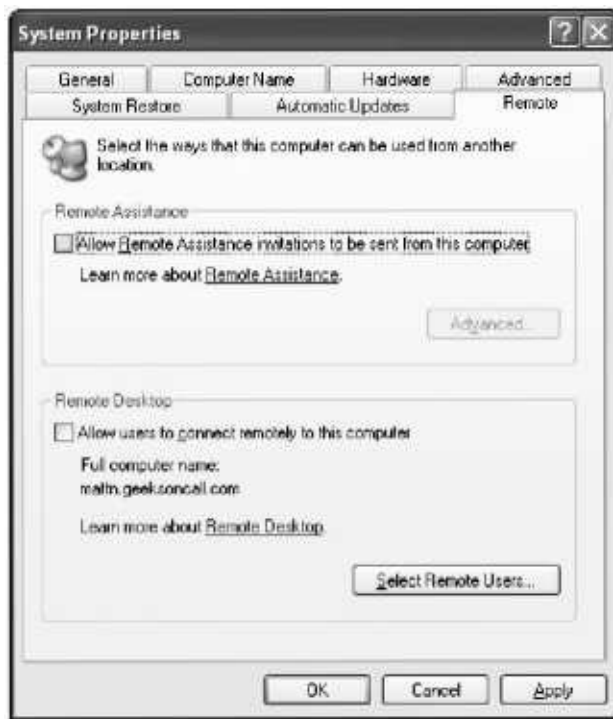 System Properties
General Computer Name Hardware Advanced
System Restore Automatic Updates Remote
Select the ways that this computer can be used from another
location.
Remote Assistance
Allow Remote Assistance invitations to be sent from this computer
Learn more about Remote Assistance.
Advanced...
Remote Desktop
Allow users to connect remotely to this computer
Full computer name:
mattn.geeksoncall.com
Learn more about Remote Desktop.
Select Remote Users...
OK Cancel Apply